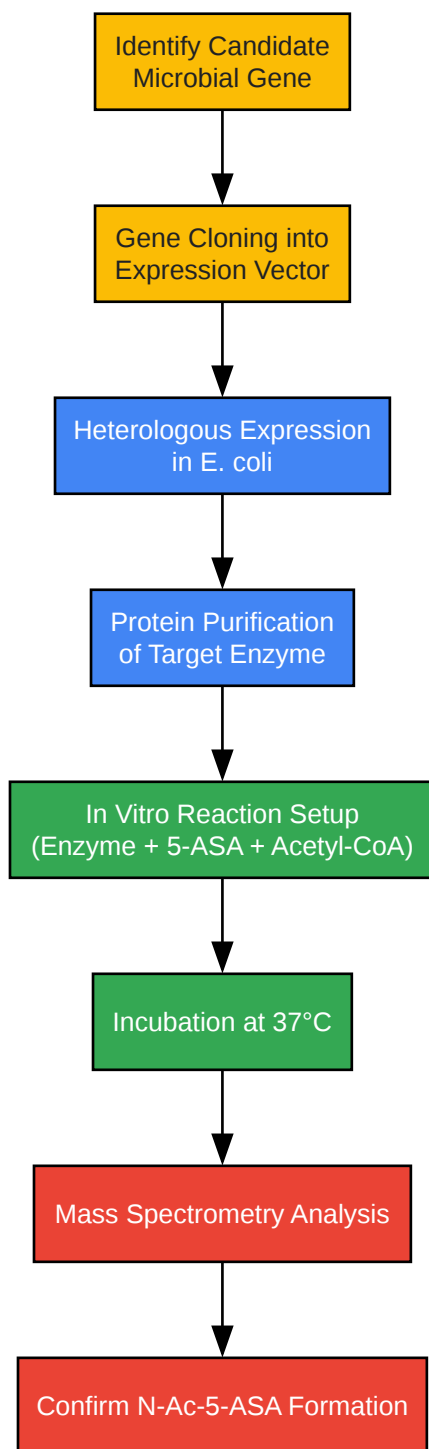 Identify Candidate
Microbial Gene
Gene Cloning into
Expression Vector
Heterologous Expression
in E. coli
Protein Purification
of Target Enzyme
In Vitro Reaction Setup
(Enzyme + 5-ASA + Acetyl-CoA)
Incubation at 37°C
Mass Spectrometry Analysis
Confirm N-Ac-5-ASA Formation